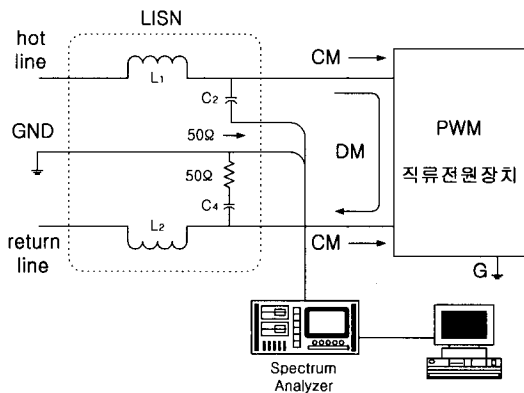 LISN
hot
line
L₁
C₂
CM
GND
50Ω
50Ω
C₄
DM
PWM
직류전원장치
return
line
L₂
CM
G
Spectrum
Analyzer